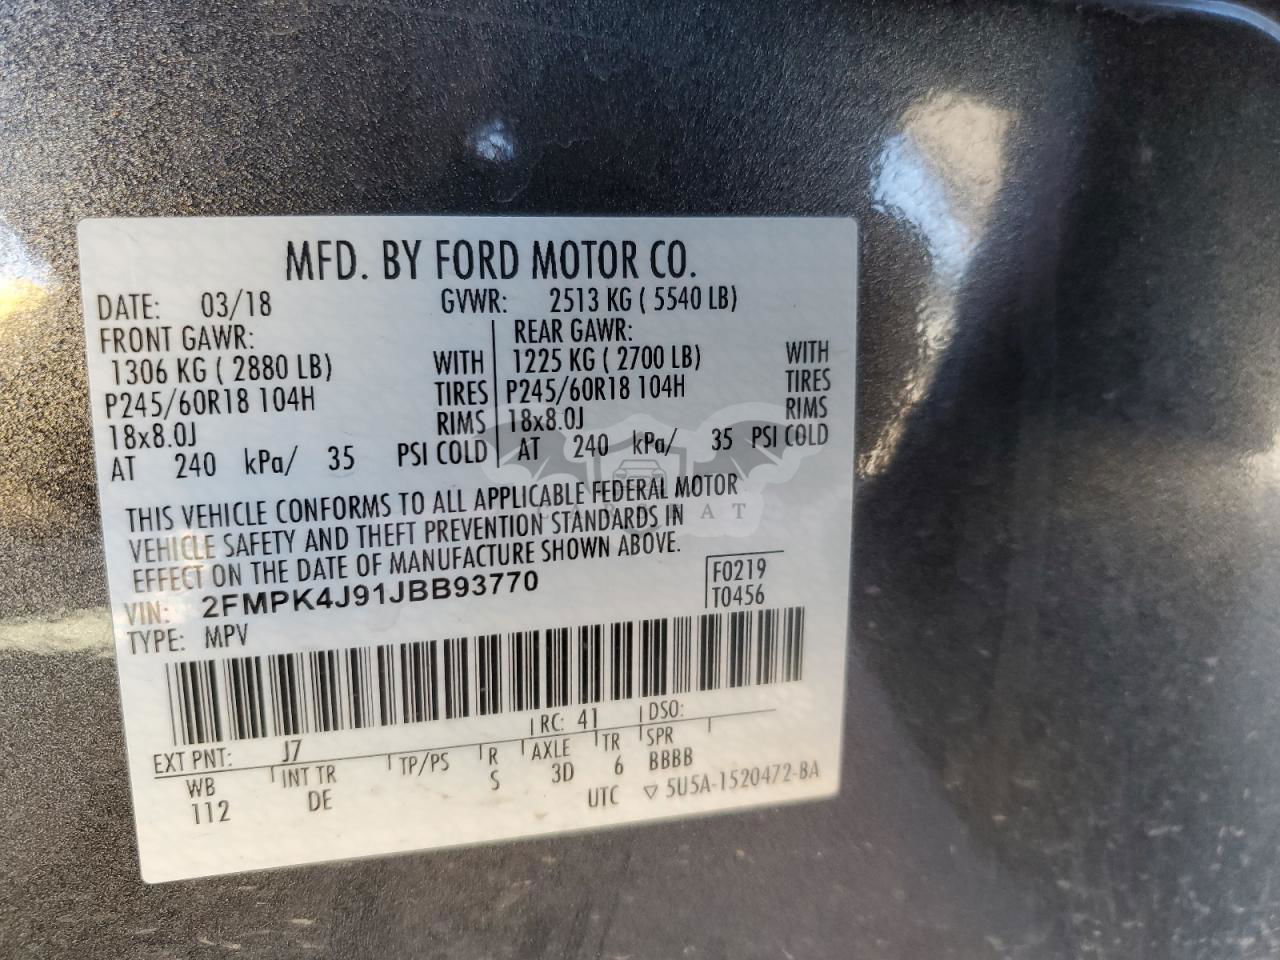 MFD. BY FORD MOTOR CO.
DATE: 03/18 GVWR: 2513 KG ( 5540 LB)
FRONT GAWR: REAR GAWR:
1306 KG ( 2880 LB) WITH 1225 KG ( 2700 LB) WITH
P245/60R18 104H TIRES P245/60R18 104H TIRES
18x8.0J RIMS 18x8.0J RIMS
AT 240 kPa/ 35 PSI COLD AT 240 kPa/ 35 PSI COLD
THIS VEHICLE CONFORMS TO ALL APPLICABLE FEDERAL MOTOR
VEHICLE SAFETY AND THEFT PREVENTION STANDARDS IN
EFFECT ON THE DATE OF MANUFACTURE SHOWN ABOVE.
VIN: 2FMPK4J91JBB93770 F0219
TYPE: MPV T0456
RC: 41 DSO:
EXT PNT: J7
WB INT TR TP/PS R AXLE TR SPR
112 DE S 3D 6 BBBB
UTC ▽ 5U5A-1520472-BA